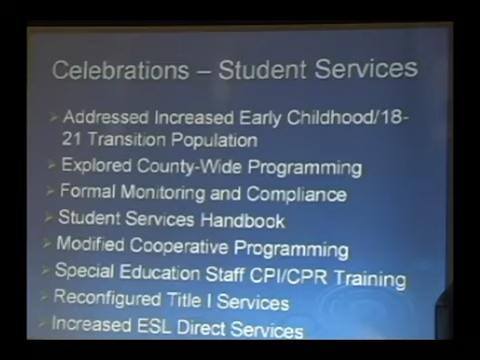 Celebrations – Student Services
Addressed Increased Early Childhood/18-
21 Transition Population
Explored County-Wide Programming
Formal Monitoring and Compliance
Student Services Handbook
Modified Cooperative Programming
Special Education Staff CPI/CPR Training
Reconfigured Title I Services
Increased ESL Direct Services